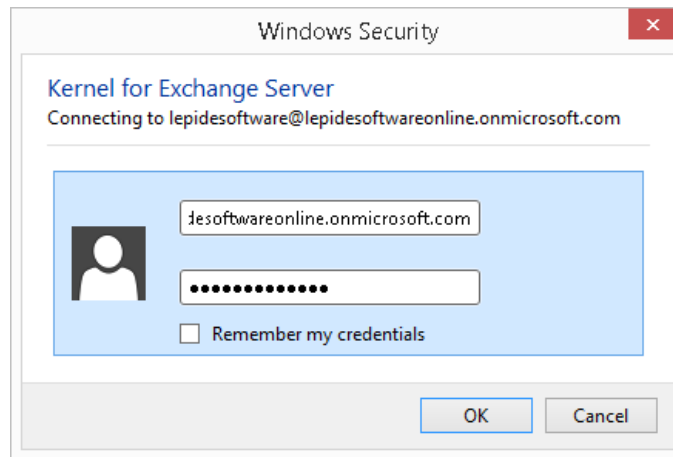 Windows Security
Kernel for Exchange Server
Connecting to lepidesoftware@lepidesoftwareonline.onmicrosoft.com
desoftwareonline.onmicrosoft.com
●●●●●●●●●●●●●
Remember my credentials
OK Cancel